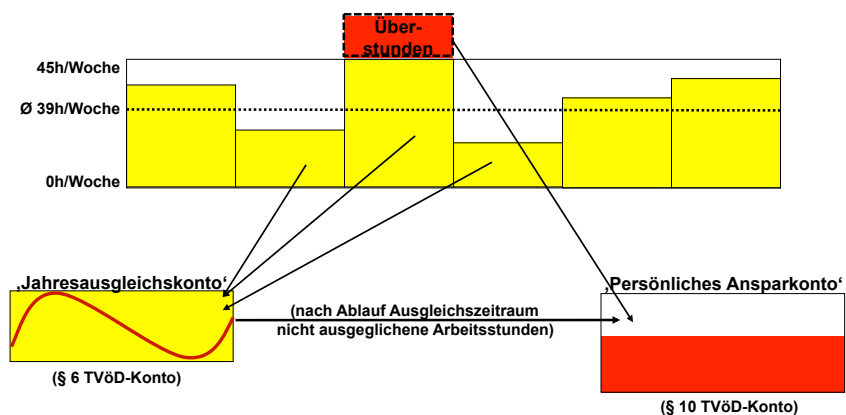 Über-
stunden
45h/Woche
Ø 39h/Woche
0h/Woche
‚Jahresausgleichskonto‘
‚Persönliches Ansparkonto‘
(nach Ablauf Ausgleichszeitraum
nicht ausgeglichene Arbeitsstunden)
(§ 6 TVöD-Konto)
(§ 10 TVöD-Konto)